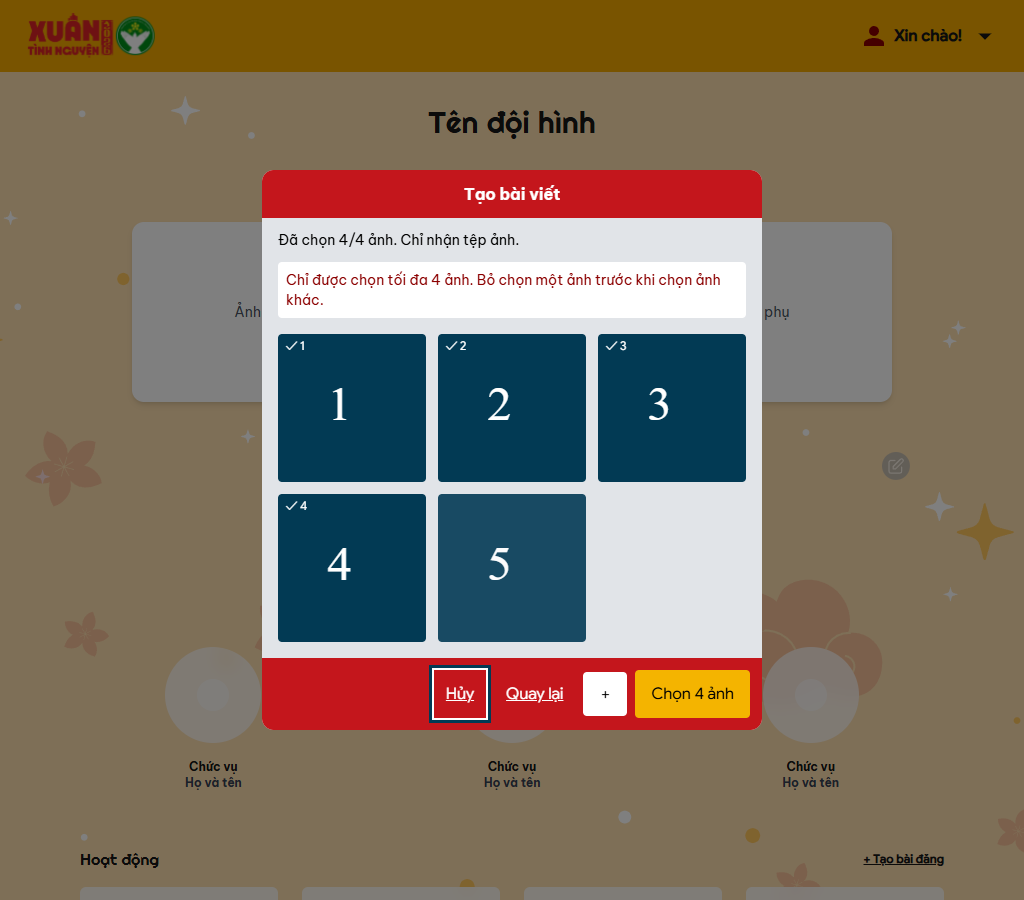 XUÂN
TÌNH NGUYỆN
Xin chào!
Tên đội hình
Tạo bài viết
Đã chọn 4/4 ảnh. Chỉ nhận tệp ảnh.
Chỉ được chọn tối đa 4 ảnh. Bỏ chọn một ảnh trước khi chọn ảnh
khác.
Ảnh
phụ
1
2
3
1
2
3
4
4
5
Hủy
Quay lại
+
Chọn 4 ảnh
Chức vụ
Họ và tên
Chức vụ
Họ và tên
Chức vụ
Họ và tên
Hoạt động
+ Tạo bài đăng